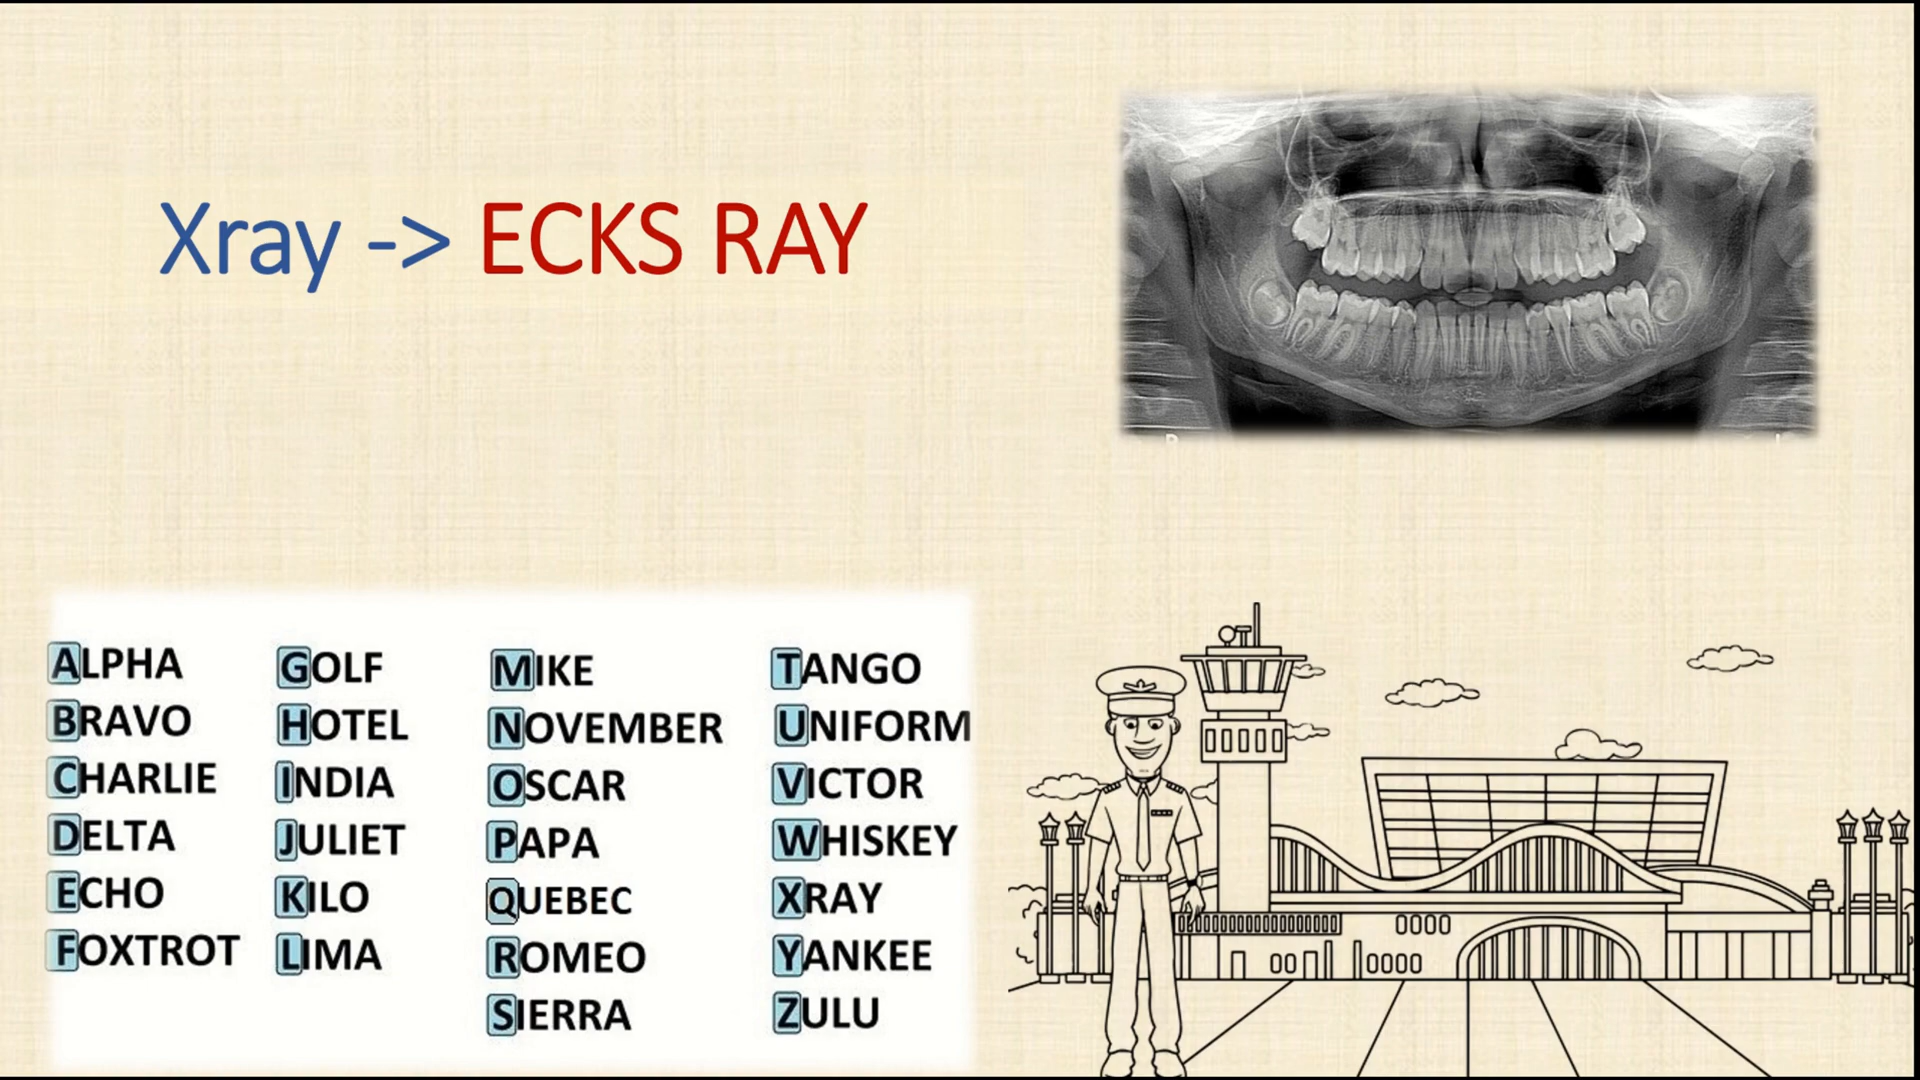 Xray -> ECKS RAY
ALPHA
BRAVO
CHARLIE
DELTA
ECHO
FOXTROT
GOLF
HOTEL
INDIA
JULIET
KILO
LIMA
MIKE
NOVEMBER
OSCAR
PAPA
QUEBEC
ROMEO
SIERRA
TANGO
UNIFORM
VICTOR
WHISKEY
XRAY
YANKEE
ZULU